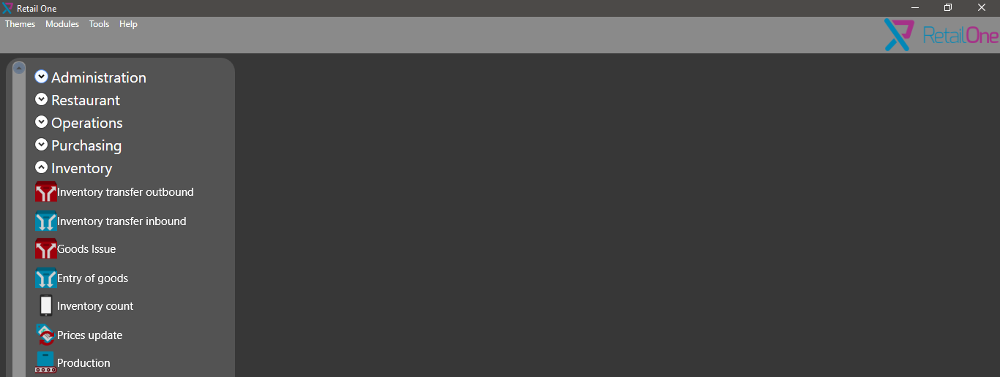 Retail One
Themes Modules Tools Help
RetailOne
Administration
Restaurant
Operations
Purchasing
Inventory
Inventory transfer outbound
Inventory transfer inbound
Goods Issue
Entry of goods
Inventory count
Prices update
Production